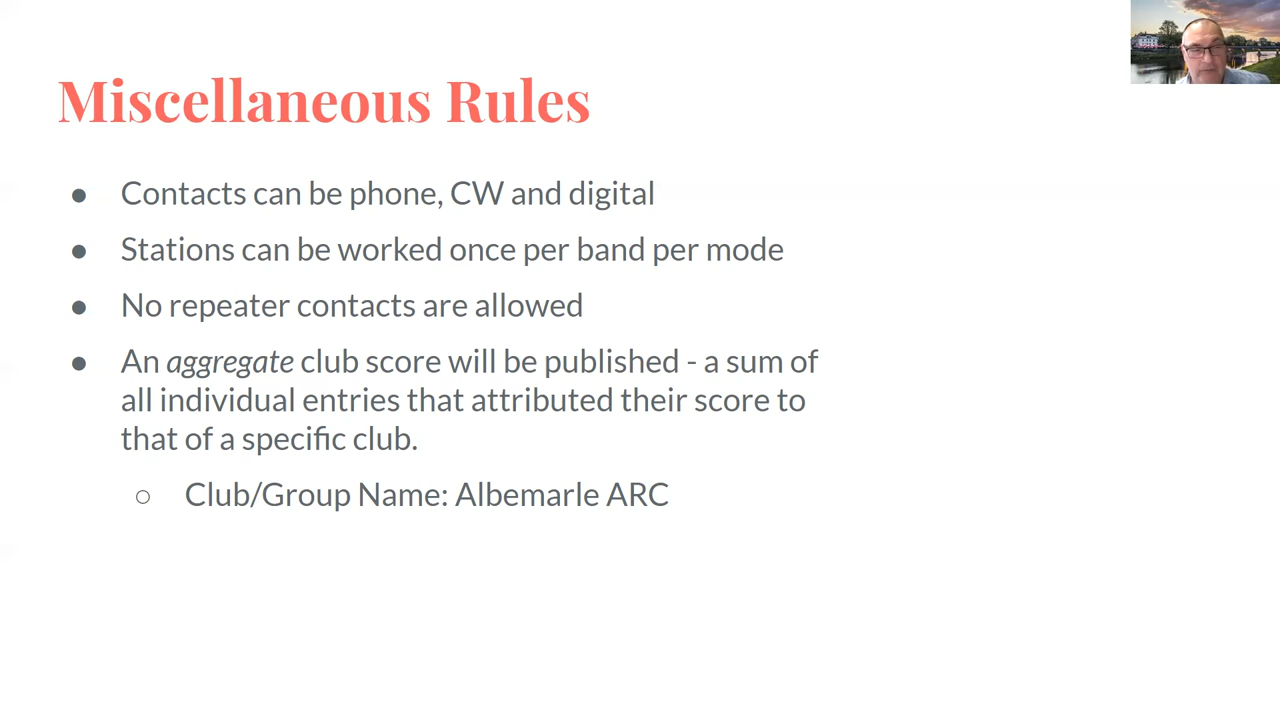 Miscellaneous Rules
● Contacts can be phone, CW and digital
● Stations can be worked once per band per mode
● No repeater contacts are allowed
● An aggregate club score will be published - a sum of
all individual entries that attributed their score to
that of a specific club.
○ Club/Group Name: Albemarle ARC